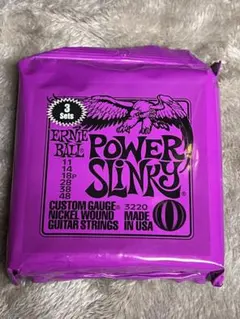 3
Sets
ERNIE
BALL
POWER
SLINKY
11
14
18P
28
38
48
CUSTOM GAUGE®
NICKEL WOUND
GUITAR STRINGS
3220
MADE
IN USA